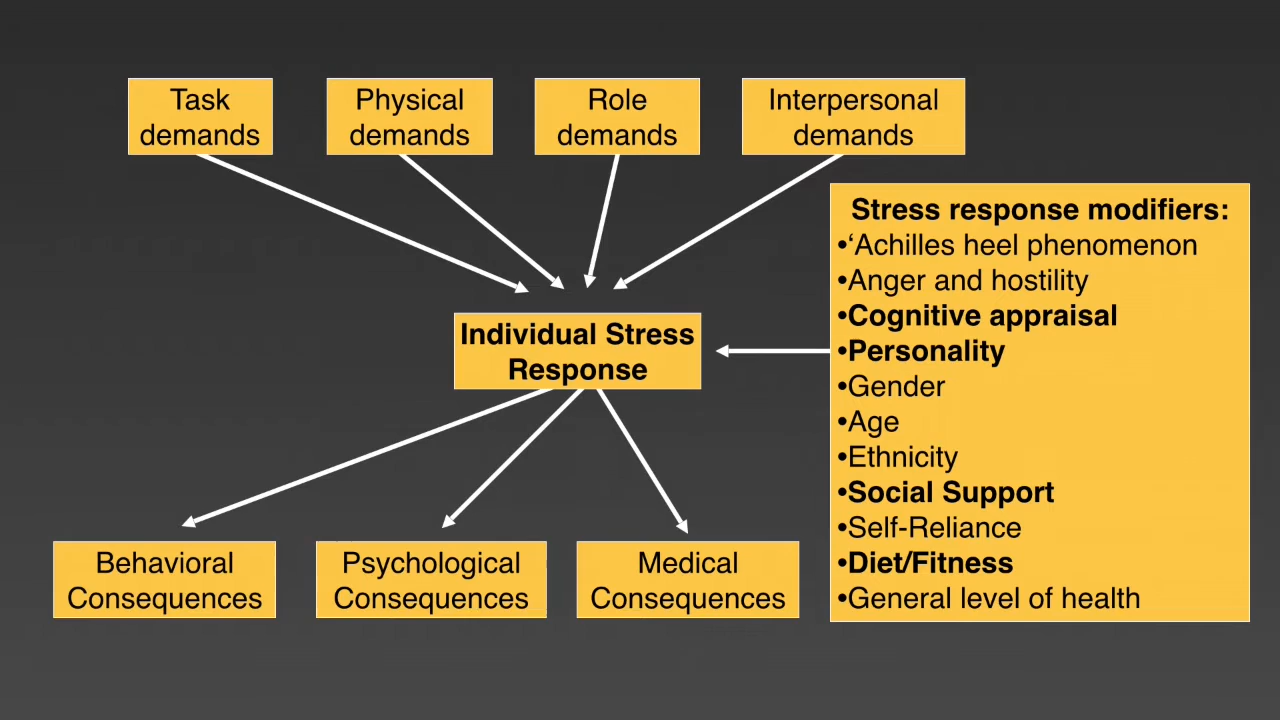 Task
demands
Physical
demands
Role
demands
Interpersonal
demands
Stress response modifiers:
•‘Achilles heel phenomenon
•Anger and hostility
•Cognitive appraisal
•Personality
•Gender
•Age
•Ethnicity
•Social Support
•Self-Reliance
•Diet/Fitness
•General level of health
Individual Stress
Response
Behavioral
Consequences
Psychological
Consequences
Medical
Consequences